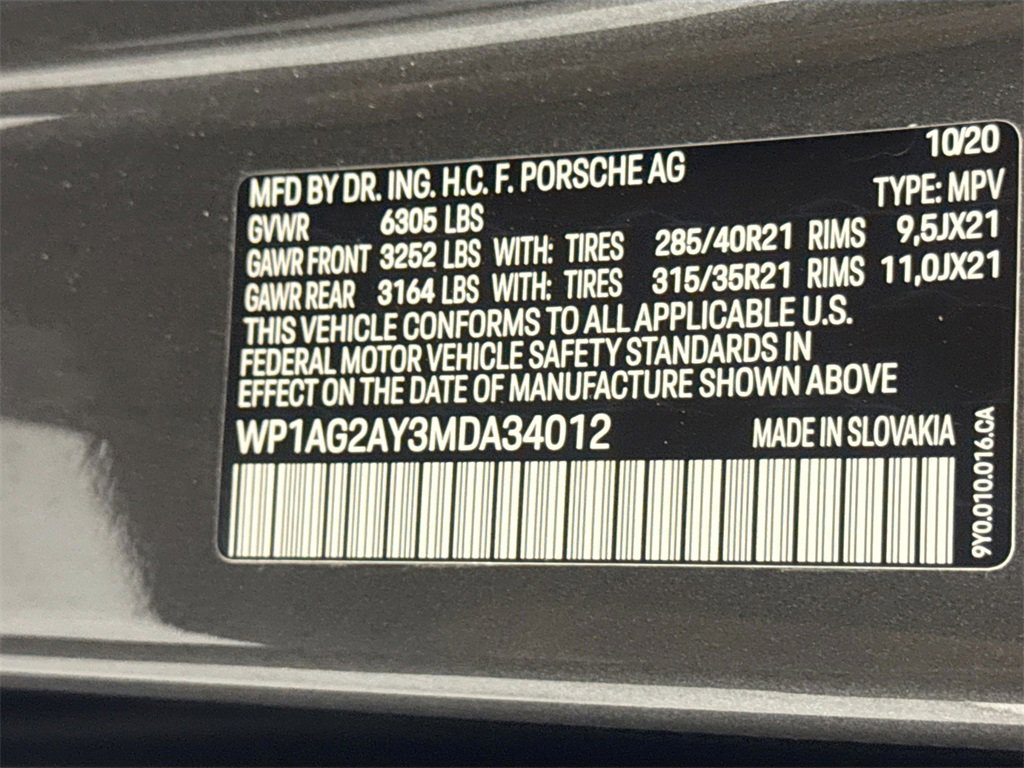 10/20
MFD BY DR. ING. H.C. F. PORSCHE AG TYPE: MPV
GVWR 6305 LBS
GAWR FRONT 3252 LBS WITH: TIRES 285/40R21 RIMS 9,5JX21
GAWR REAR 3164 LBS WITH: TIRES 315/35R21 RIMS 11,0JX21
THIS VEHICLE CONFORMS TO ALL APPLICABLE U.S.
FEDERAL MOTOR VEHICLE SAFETY STANDARDS IN
EFFECT ON THE DATE OF MANUFACTURE SHOWN ABOVE
WP1AG2AY3MDA34012 MADE IN SLOVAKIA
9Y0.010.016.CA